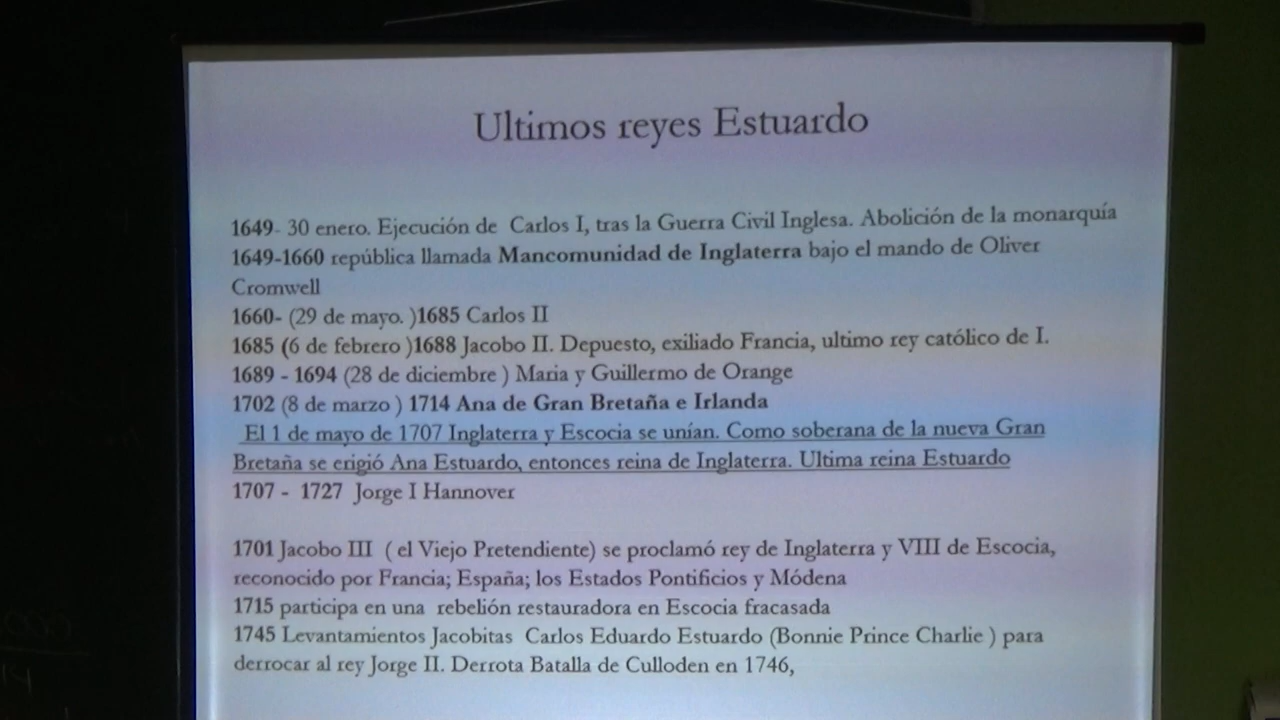 Ultimos reyes Estuardo
1649- 30 enero. Ejecución de Carlos I, tras la Guerra Civil Inglesa. Abolición de la monarquía
1649-1660 república llamada Mancomunidad de Inglaterra bajo el mando de Oliver
Cromwell
1660- (29 de mayo. )1685 Carlos II
1685 (6 de febrero )1688 Jacobo II. Depuesto, exiliado Francia, ultimo rey católico de I.
1689 - 1694 (28 de diciembre ) Maria y Guillermo de Orange
1702 (8 de marzo ) 1714 Ana de Gran Bretaña e Irlanda
El 1 de mayo de 1707 Inglaterra y Escocia se unían. Como soberana de la nueva Gran
Bretaña se erigió Ana Estuardo, entonces reina de Inglaterra. Ultima reina Estuardo
1707 - 1727 Jorge I Hannover
1701 Jacobo III ( el Viejo Pretendiente) se proclamó rey de Inglaterra y VIII de Escocia,
reconocido por Francia; España; los Estados Pontificios y Módena
1715 participa en una rebelión restauradora en Escocia fracasada
1745 Levantamientos Jacobitas Carlos Eduardo Estuardo (Bonnie Prince Charlie ) para
derrocar al rey Jorge II. Derrota Batalla de Culloden en 1746,